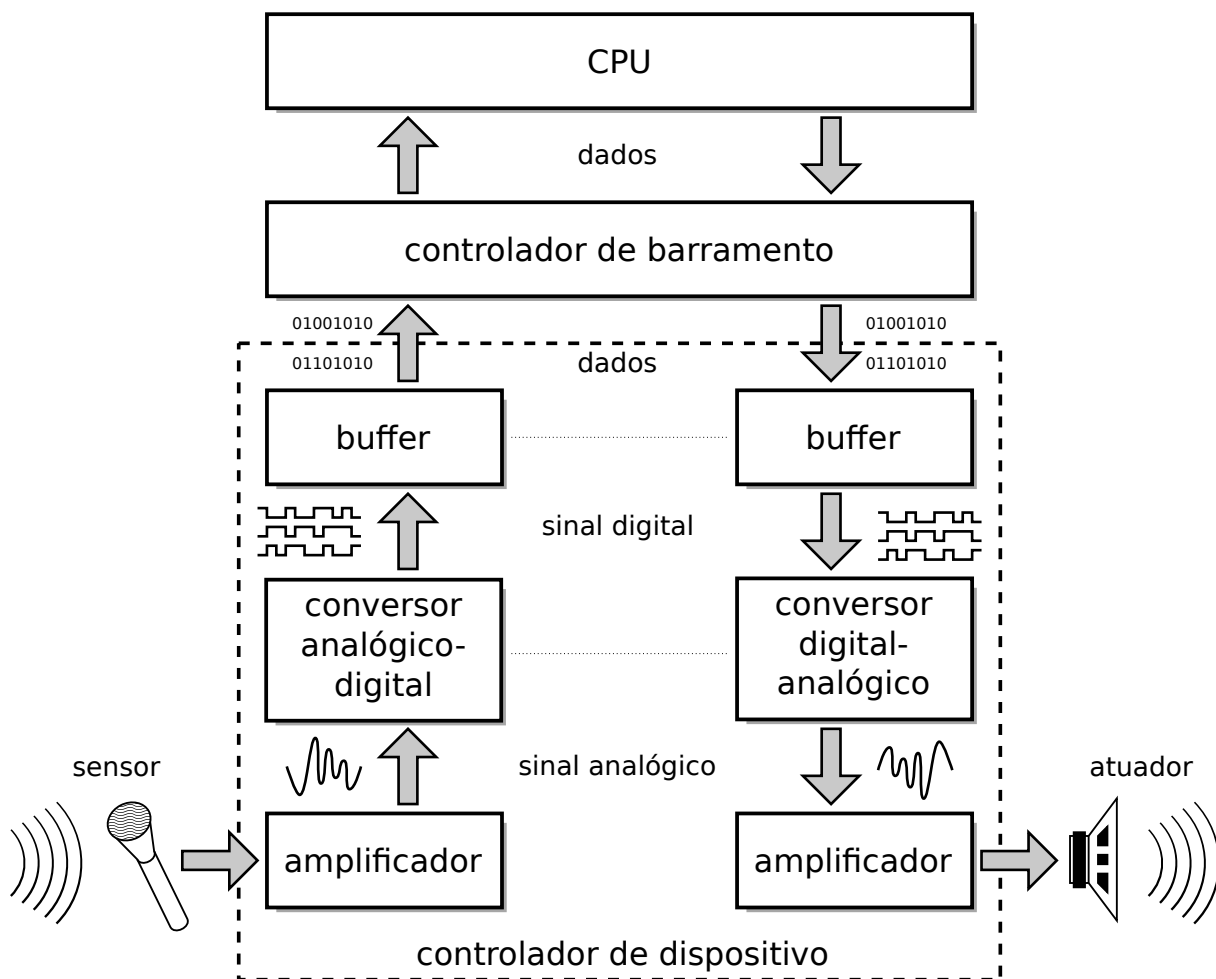 CPU
dados
controlador de barramento
01001010
01001010
01101010
dados
01101010
buffer
buffer
sinal digital
conversor
analógico-
digital
conversor
digital-
analógico
sensor
sinal analógico
atuador
amplificador
amplificador
controlador de dispositivo